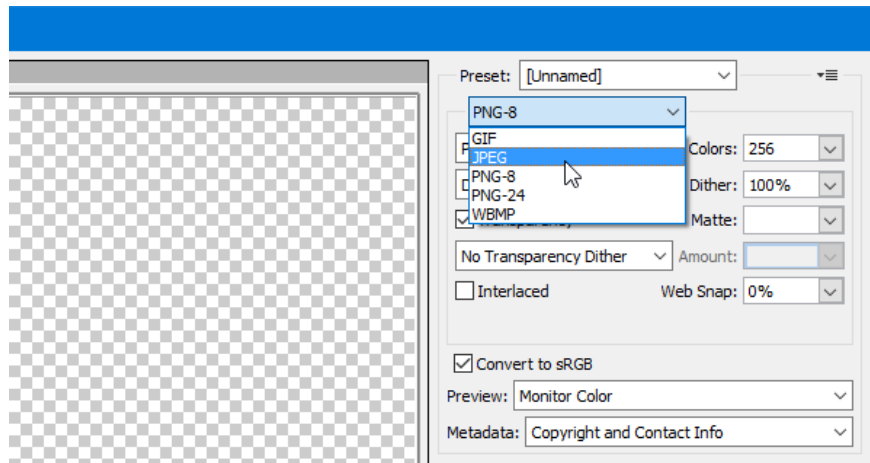 Preset: [Unnamed]
PNG-8
GIF
JPEG
PNG-8
PNG-24
WBMP
Colors: 256
Dither: 100%
Matte:
No Transparency Dither Amount:
Interlaced Web Snap: 0%
Convert to sRGB
Preview: Monitor Color
Metadata: Copyright and Contact Info